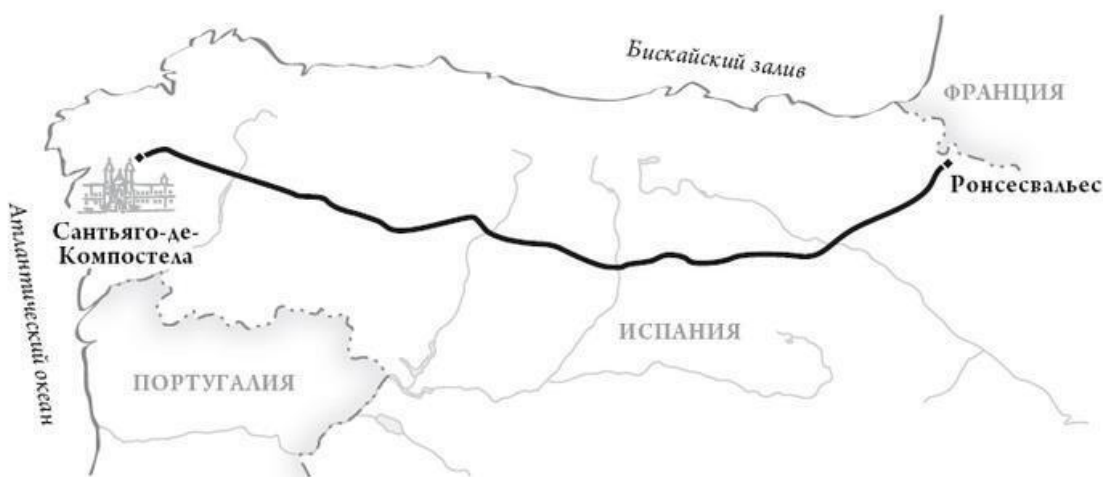 Бискайский залив
ФРАНЦИЯ
Ронсесвальес
Сантьяго-де-
Компостела
Атлантический океан
ИСПАНИЯ
ПОРТУГАЛИЯ